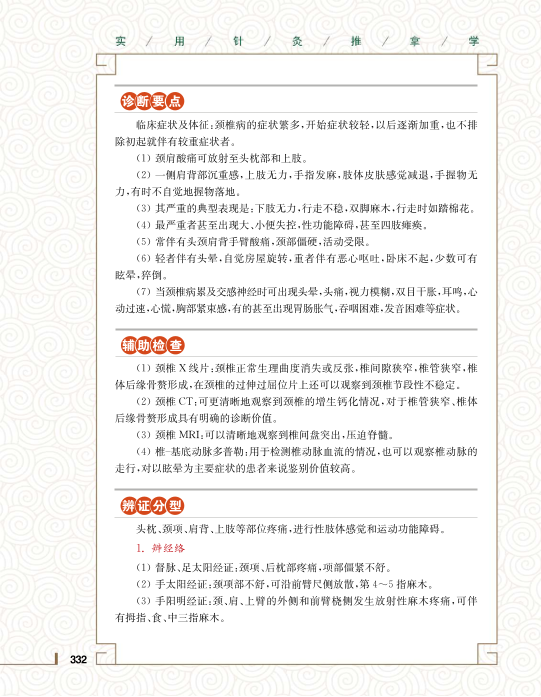 实/用/针/灸/推/拿/学
诊断要点
临床症状及体征:颈椎病的症状繁多,开始症状较轻,以后逐渐加重,也不排
除初起就伴有较重症状者。
(1) 颈肩酸痛可放射至头枕部和上肢。
(2) 一侧肩背部沉重感,上肢无力,手指发麻,肢体皮肤感觉减退,手握物无
力,有时不自觉地握物落地。
(3) 其严重的典型表现是:下肢无力,行走不稳,双脚麻木,行走时如踏棉花。
(4) 最严重者甚至出现大、小便失控,性功能障碍,甚至四肢瘫痪。
(5) 常伴有头颈肩背手臂酸痛,颈部僵硬,活动受限。
(6) 轻者伴有头晕,自觉房屋旋转,重者伴有恶心呕吐,卧床不起,少数可有
眩晕,猝倒。
(7) 当颈椎病累及交感神经时可出现头晕,头痛,视力模糊,双目干胀,耳鸣,心
动过速,心慌,胸部紧束感,有的甚至出现胃肠胀气,吞咽困难,发音困难等症状。
辅助检查
(1) 颈椎 X 线片:颈椎正常生理曲度消失或反张,椎间隙狭窄,椎管狭窄,椎
体后缘骨赘形成,在颈椎的过伸过屈位片上还可以观察到颈椎节段性不稳定。
(2) 颈椎 CT:可更清晰地观察到颈椎的增生钙化情况,对于椎管狭窄、椎体
后缘骨赘形成具有明确的诊断价值。
(3) 颈椎 MRI:可以清晰地观察到椎间盘突出,压迫脊髓。
(4) 椎-基底动脉多普勒:用于检测椎动脉血流的情况,也可以观察椎动脉的
走行,对以眩晕为主要症状的患者来说鉴别价值较高。
辨证分型
头枕、颈项、肩背、上肢等部位疼痛,进行性肢体感觉和运动功能障碍。
1. 辨经络
(1) 督脉、足太阳经证:颈项、后枕部疼痛,项部僵紧不舒。
(2) 手太阳经证:颈项部不舒,可沿前臂尺侧放散,第 4~5 指麻木。
(3) 手阳明经证:颈、肩、上臂的外侧和前臂桡侧发生放射性麻木疼痛,可伴
有拇指、食、中三指麻木。
332